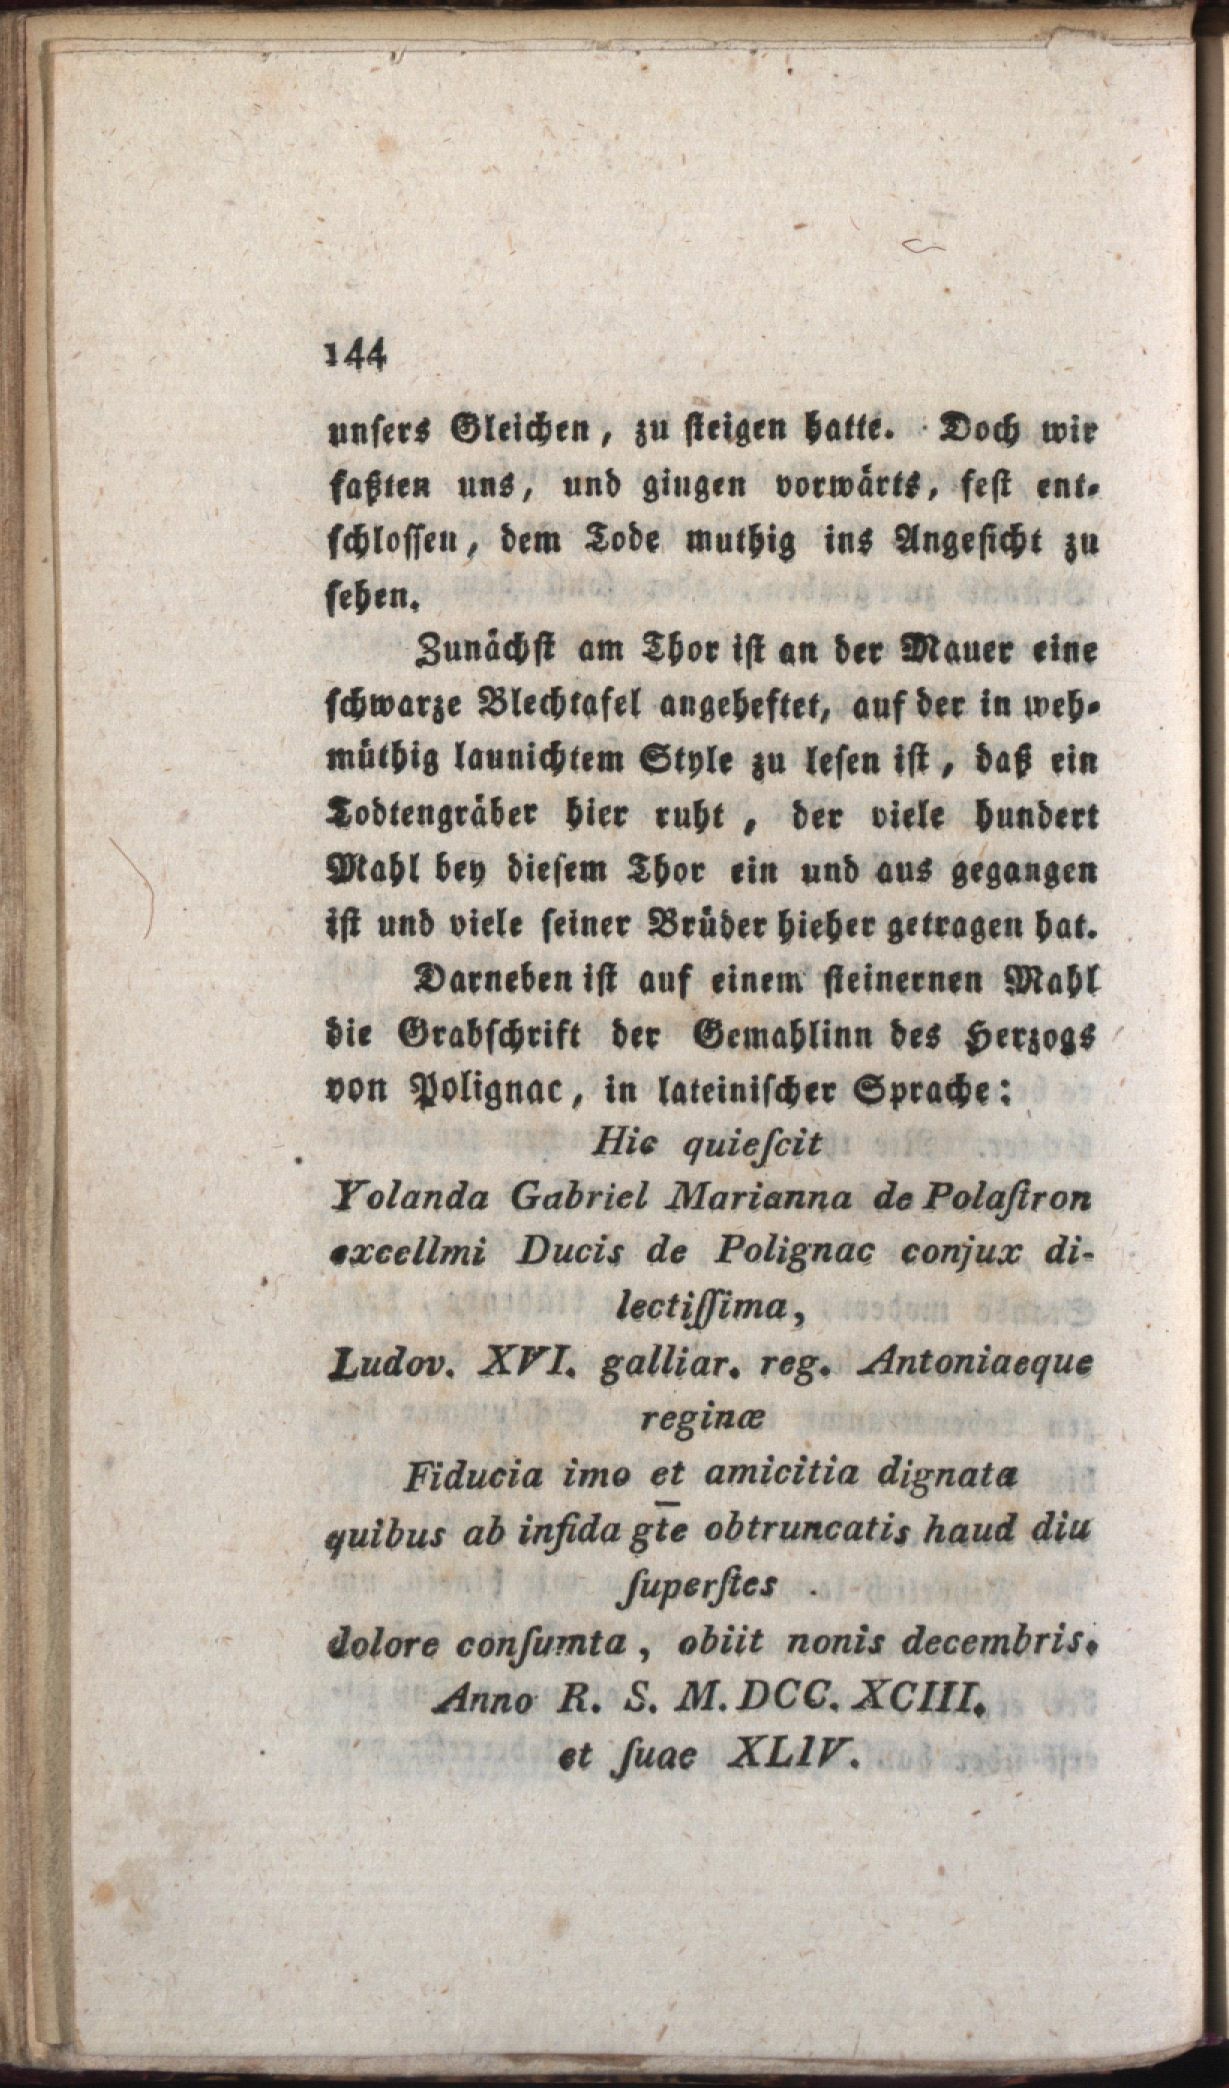 144
unsers Gleichen, zu steigen hatte. Doch wir
faßten uns, und gingen vorwärts, fest ent-
schlossen, dem Tode muthig ins Angesicht zu
sehen.
Zunächst am Thor ist an der Mauer eine
schwarze Blechtafel angeheftet, auf der in weh-
müthig launichtem Style zu lesen ist, daß ein
Todtengräber hier ruht, der viele hundert
Mahl bey diesem Thor ein und aus gegangen
ist und viele seiner Brüder hieher getragen hat.
Darneben ist auf einem steinernen Mahl
die Grabschrift der Gemahlinn des Herzogs
von Polignac, in lateinischer Sprache:
Hic quieſcit
Yolanda Gabriel Marianna de Polaſtron
excellmi Ducis de Polignac conjux di-
lectiſſima,
Ludov. XVI. galliar. reg. Antoniaeque
reginæ
Fiducia imo et amicitia dignata
quibus ab infida gt̅e obtruncatis haud diu
ſuperſtes
dolore conſumta, obiit nonis decembris.
Anno R. S. M. DCC. XCIII.
et ſuae XLIV.